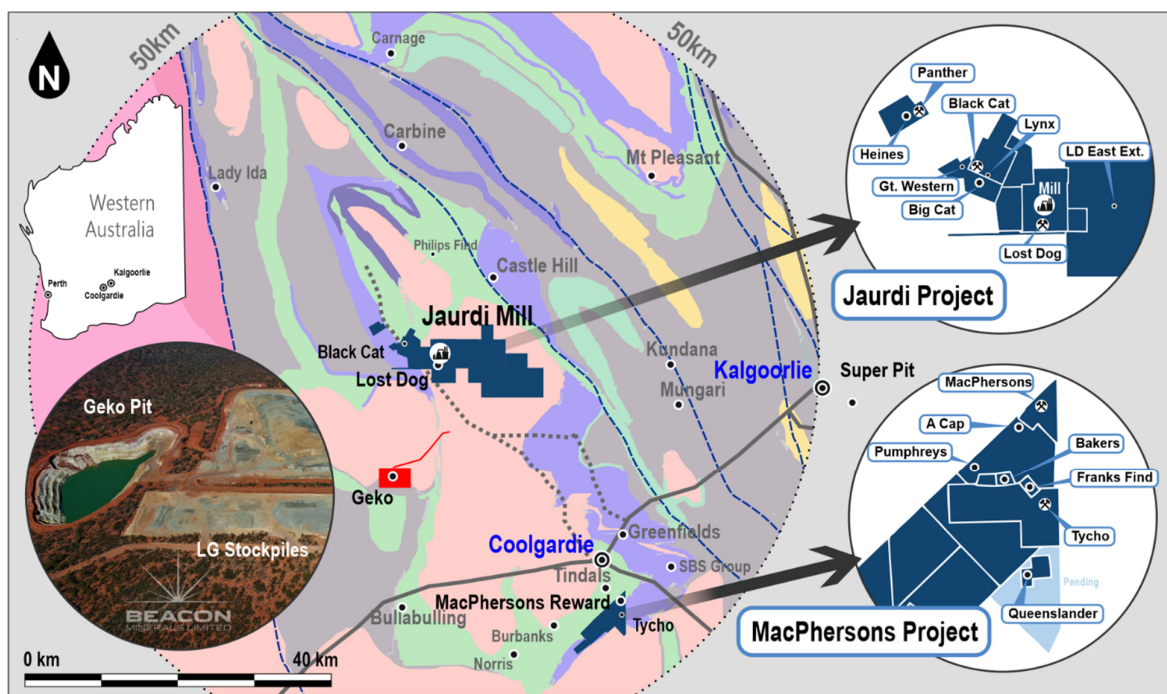 50km
50km
N
Carnage
Carbine
Mt Pleasant
Lady Ida
Western
Australia
Perth
Kalgoorlie
Coolgardie
Philips Find
Castle Hill
Jaurdi Mill
Black Cat
Lost Dog
Kundana
Mungari
Kalgoorlie
Super Pit
Geko
Greenfields
Coolgardie
SBS Group
Tindals
MacPhersons Reward
Bullabulling
Burbanks
Tycho
Norris
Geko Pit
LG Stockpiles
BEACON
MINERALS LIMITED
0 km
40 km
Panther
Black Cat
Lynx
Heines
LD East Ext.
Gt. Western
Mill
Big Cat
Lost Dog
Jaurdi Project
MacPhersons
A Cap
Bakers
Pumphreys
Franks Find
Tycho
Pending
Queenslander
MacPhersons Project